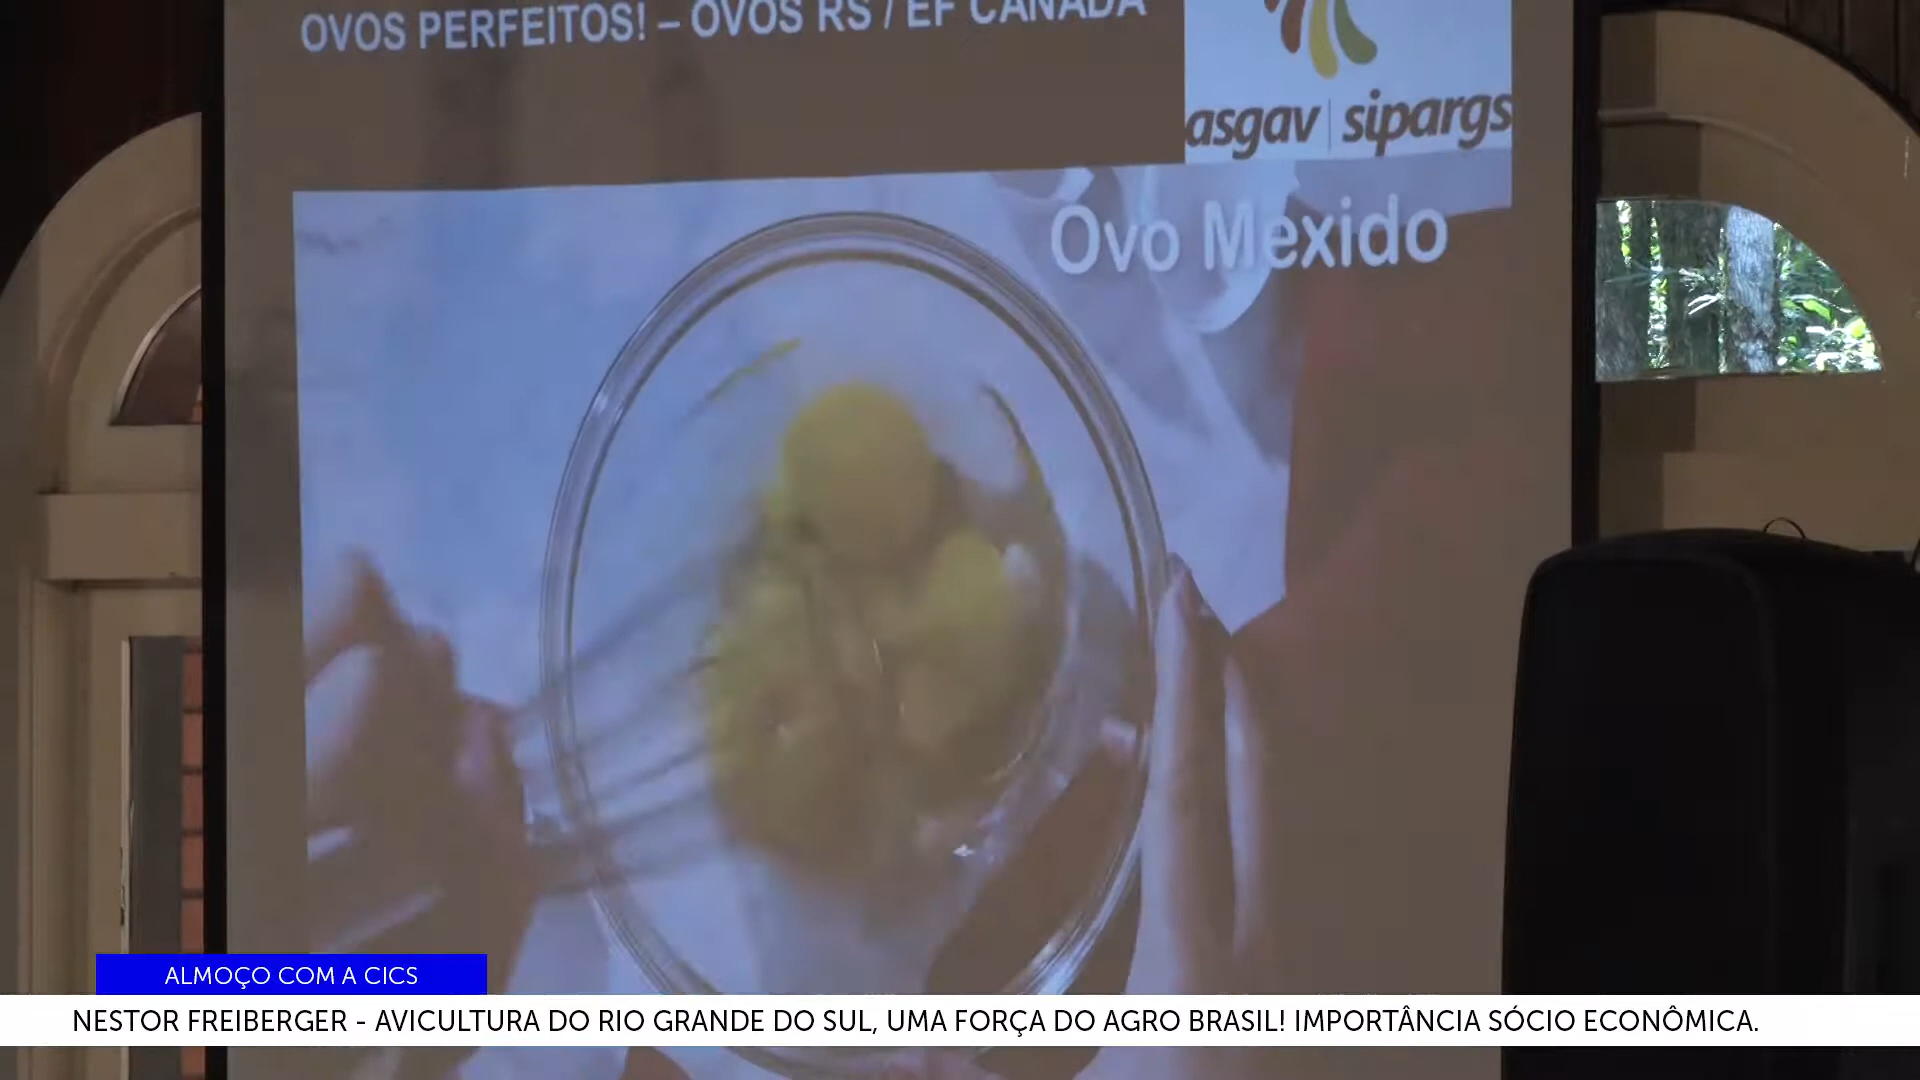 OVOS PERFEITOS! – OVOS RS / EF CANADA
asgav | sipargs
Ovo Mexido
ALMOÇO COM A CICS
NESTOR FREIBERGER - AVICULTURA DO RIO GRANDE DO SUL, UMA FORÇA DO AGRO BRASIL! IMPORTÂNCIA SÓCIO ECONÔMICA.